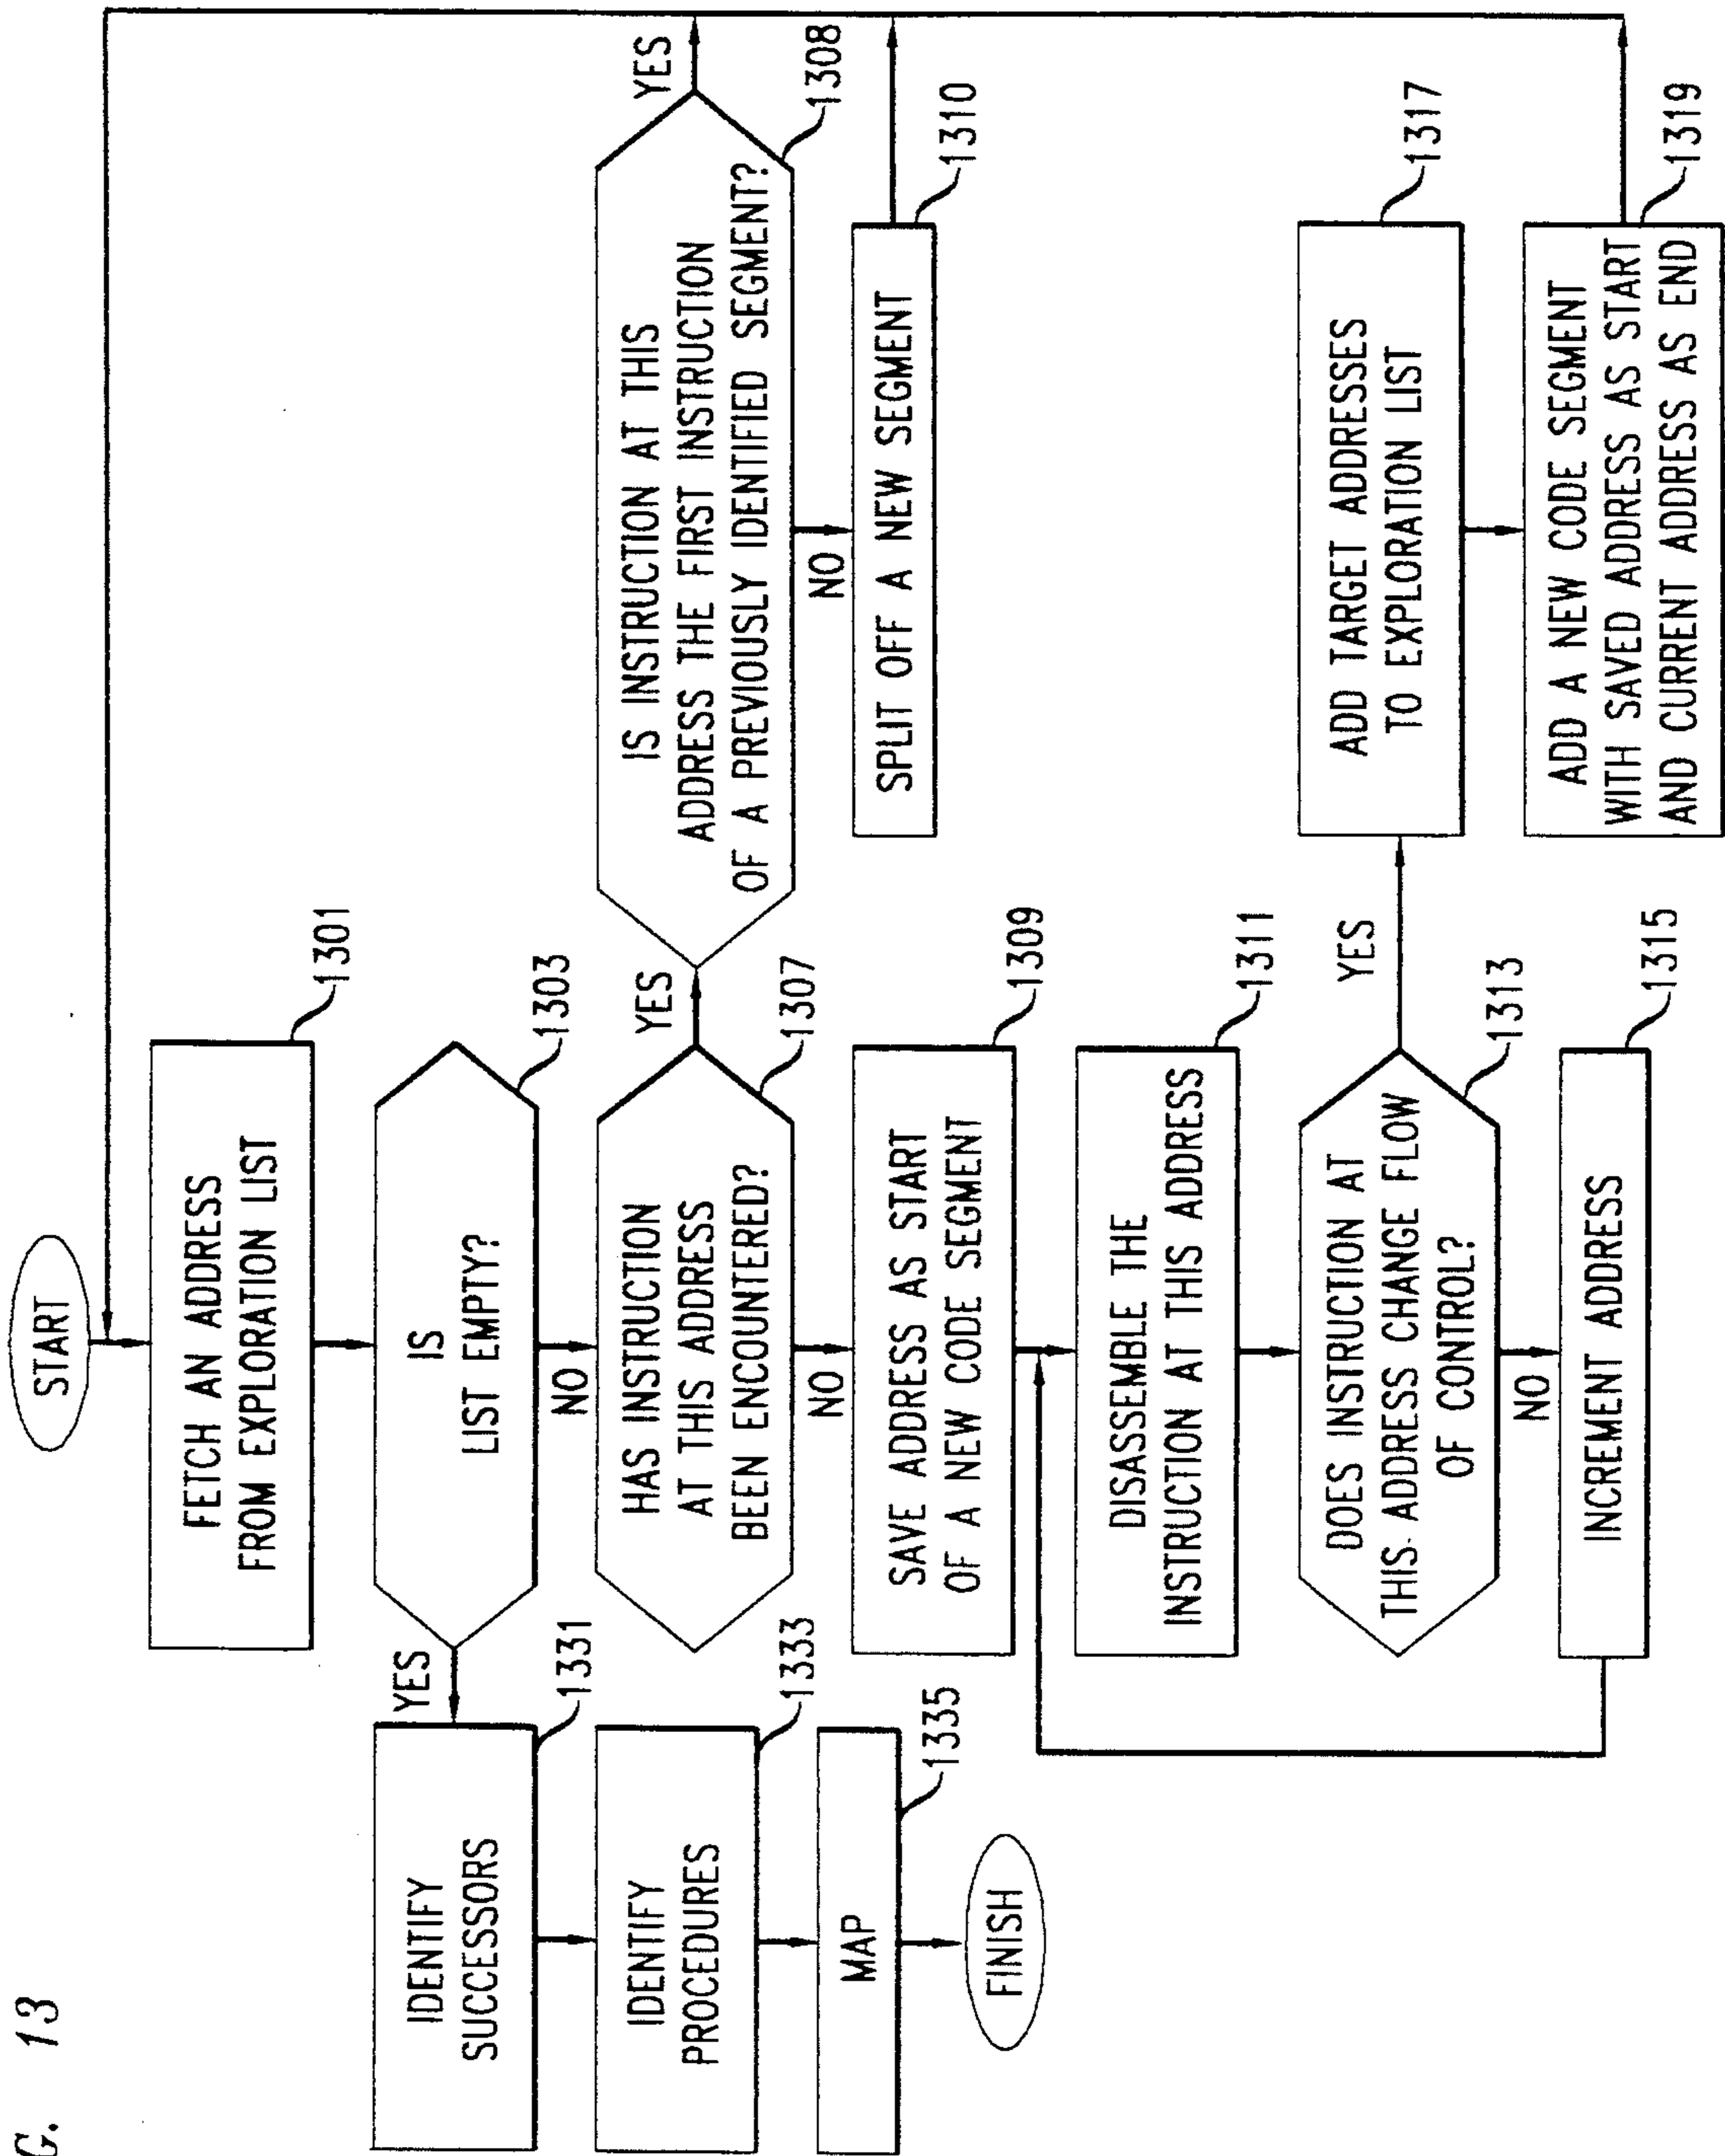 G. 13
START
FETCH AN ADDRESS
FROM EXPLORATION LIST
1301
IS
LIST EMPTY?
1303
YES
NO
IDENTIFY
SUCCESSORS
1331
IDENTIFY
PROCEDURES
1333
MAP
1335
FINISH
HAS INSTRUCTION
AT THIS ADDRESS
BEEN ENCOUNTERED?
1307
YES
NO
IS INSTRUCTION AT THIS
ADDRESS THE FIRST INSTRUCTION
OF A PREVIOUSLY IDENTIFIED SEGMENT?
1308
YES
NO
SPLIT OFF A NEW SEGMENT
1310
SAVE ADDRESS AS START
OF A NEW CODE SEGMENT
1309
DISASSEMBLE THE
INSTRUCTION AT THIS ADDRESS
1311
DOES INSTRUCTION AT
THIS ADDRESS CHANGE FLOW
OF CONTROL?
1313
YES
NO
INCREMENT ADDRESS
1315
ADD TARGET ADDRESSES
TO EXPLORATION LIST
1317
ADD A NEW CODE SEGMENT
WITH SAVED ADDRESS AS START
AND CURRENT ADDRESS AS END
1319